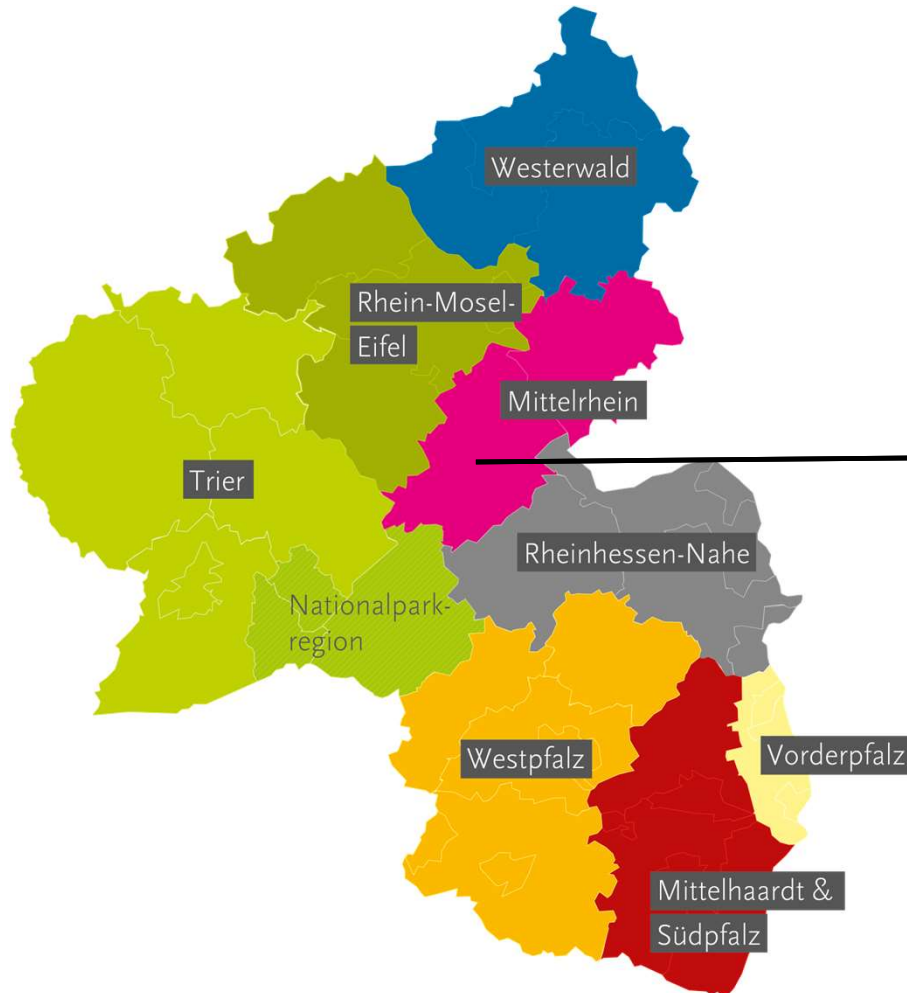 Westerwald
Rhein-Mosel-
Eifel
Mittelrhein
Trier
Rheinhessen-Nahe
Nationalpark-
region
Westpfalz
Vorderpfalz
Mittelhaardt &
Südpfalz